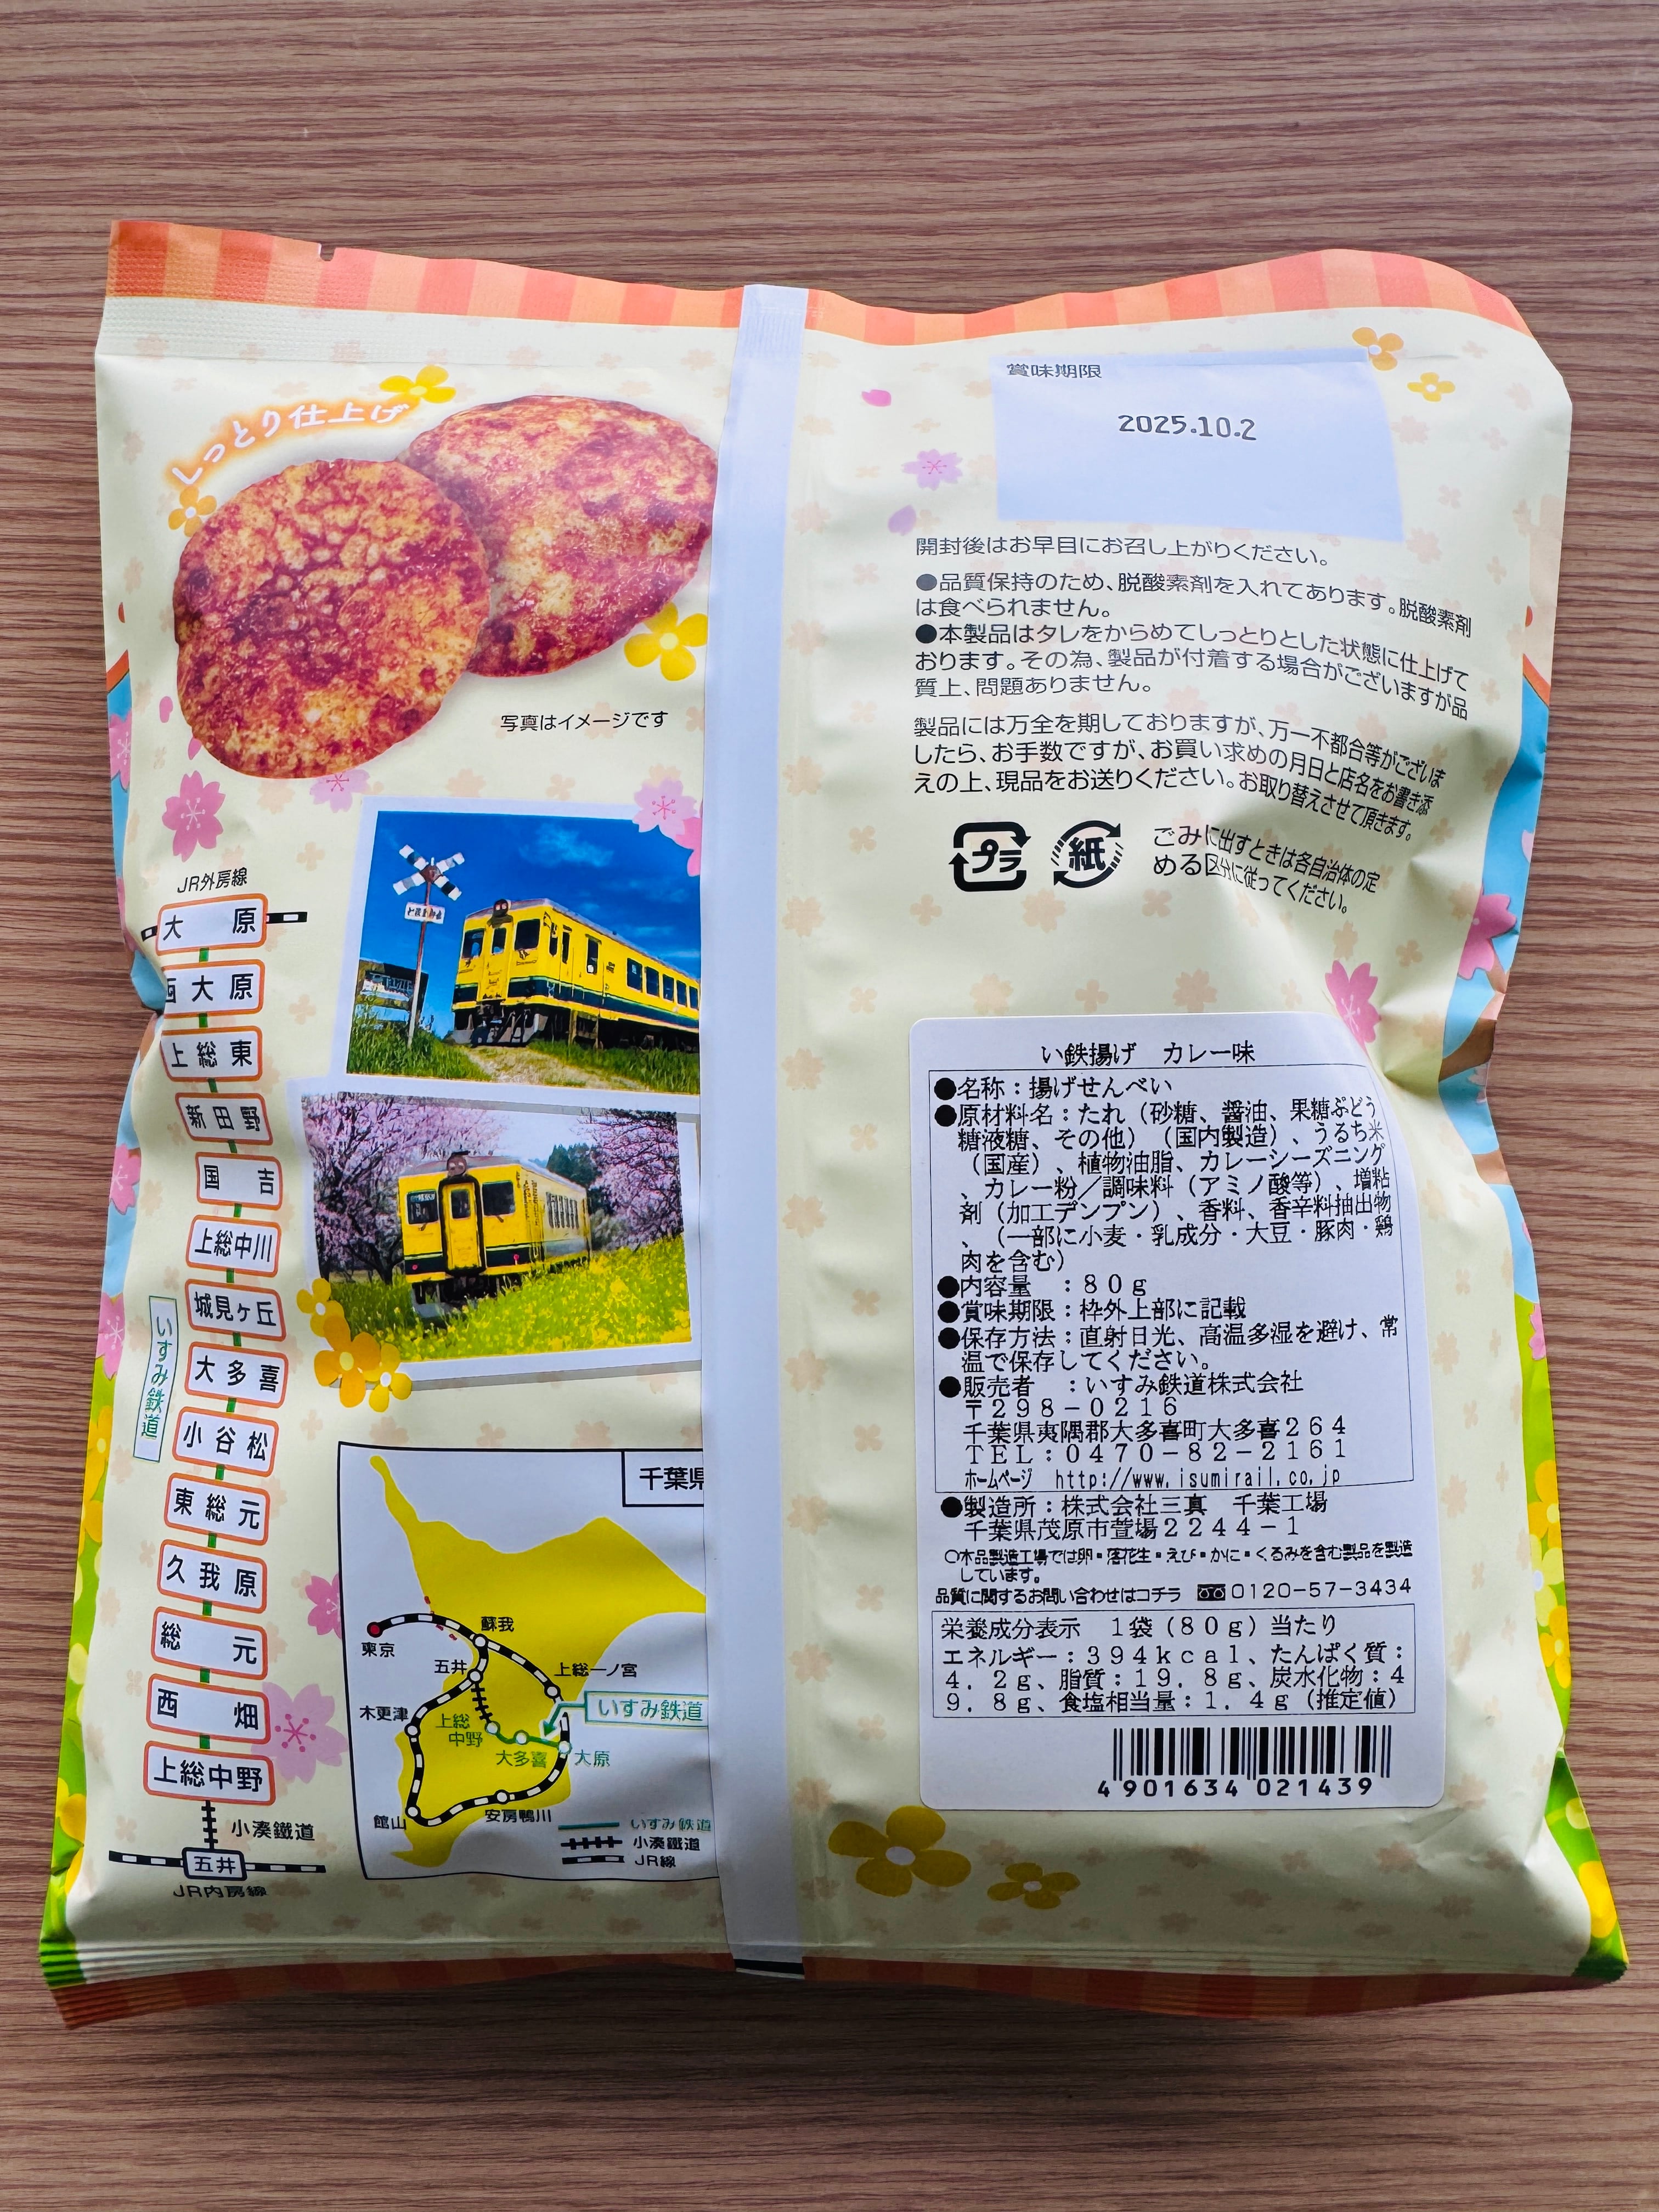 しっとり仕上げ
写真はイメージです
JR外房線
大原
西大原
上総東
新田野
国吉
上総中川
城見ヶ丘
大多喜
小谷松
東総元
久我原
総元
西畑
上総中野
いすみ鉄道
小湊鐵道
五井
JR内房線
千葉県
東京
蘇我
五井
上総一ノ宮
木更津
いすみ鉄道
上総
中野
大多喜
大原
館山
安房鴨川
いすみ鉄道
小湊鐵道
JR線
賞味期限
2025.10.2
開封後はお早目にお召し上がりください。
●品質保持のため、脱酸素剤を入れてあります。脱酸素剤
は食べられません。
●本製品はタレをからめてしっとりとした状態に仕上げて
おります。その為、製品が付着する場合がございますが品
質上、問題ありません。
製品には万全を期しておりますが、万一不都合等がございま
したら、お手数ですが、お買い求めの月日と店名をお書き添
えの上、現品をお送りください。お取り替えさせて頂きます。
プラ
紙
ごみに出すときは各自治体の定
める区分に従ってください。
い鉄揚げ カレー味
●名称：揚げせんべい
●原材料名：たれ（砂糖、醤油、果糖ぶどう
糖液糖、その他）（国内製造）、うるち米
（国産）、植物油脂、カレーシーズニング
、カレー粉／調味料（アミノ酸等）、増粘
剤（加工デンプン）、香料、香辛料抽出物
、（一部に小麦・乳成分・大豆・豚肉・鶏
肉を含む）
●内容量 ：８０ｇ
●賞味期限：枠外上部に記載
●保存方法：直射日光、高温多湿を避け、常
温で保存してください。
●販売者 ：いすみ鉄道株式会社
〒２９８－０２１６
千葉県夷隅郡大多喜町大多喜２６４
ＴＥＬ：０４７０－８２－２１６１
ホームページ http://www.isumirail.co.jp
●製造所：株式会社三真 千葉工場
千葉県茂原市萱場２２４４－１
○本品製造工場では卵・落花生・えび・かに・くるみを含む製品を製造
しています。
品質に関するお問い合わせはコチラ 0120-57-3434
栄養成分表示 １袋（８０ｇ）当たり
エネルギー：３９４ｋｃａｌ、たんぱく質：
４．２ｇ、脂質：１９．８ｇ、炭水化物：４
９．８ｇ、食塩相当量：１．４ｇ（推定値）
4 901634 021439